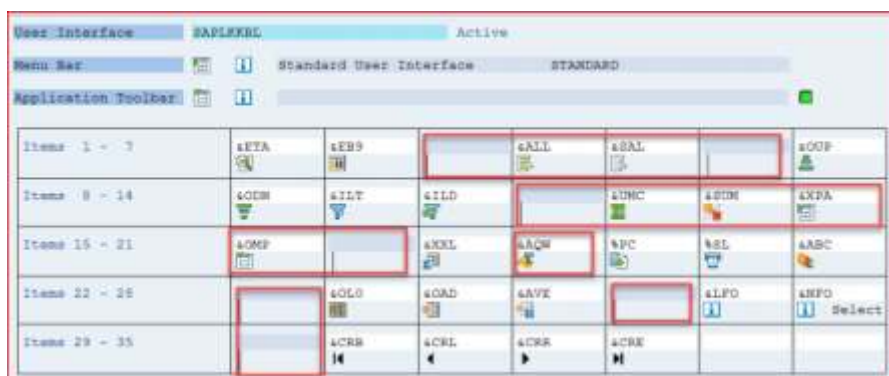 User Interface SAPLKKBL Active
Menu Bar Standard User Interface STANDARD
Application Toolbar
Items 1 - 7 &ETA &EB9 &ALL &SAL &OUP
Items 8 - 14 &ODN &ILT &ILD &UMC &SUM &XPA
Items 15 - 21 &OMP &XXL &AQW %PC %SL &ABC
Items 22 - 28 &OL0 &OAD &AVE &LFO &NFO
Select
Items 29 - 35 &CRB &CRL &CRR &CRE